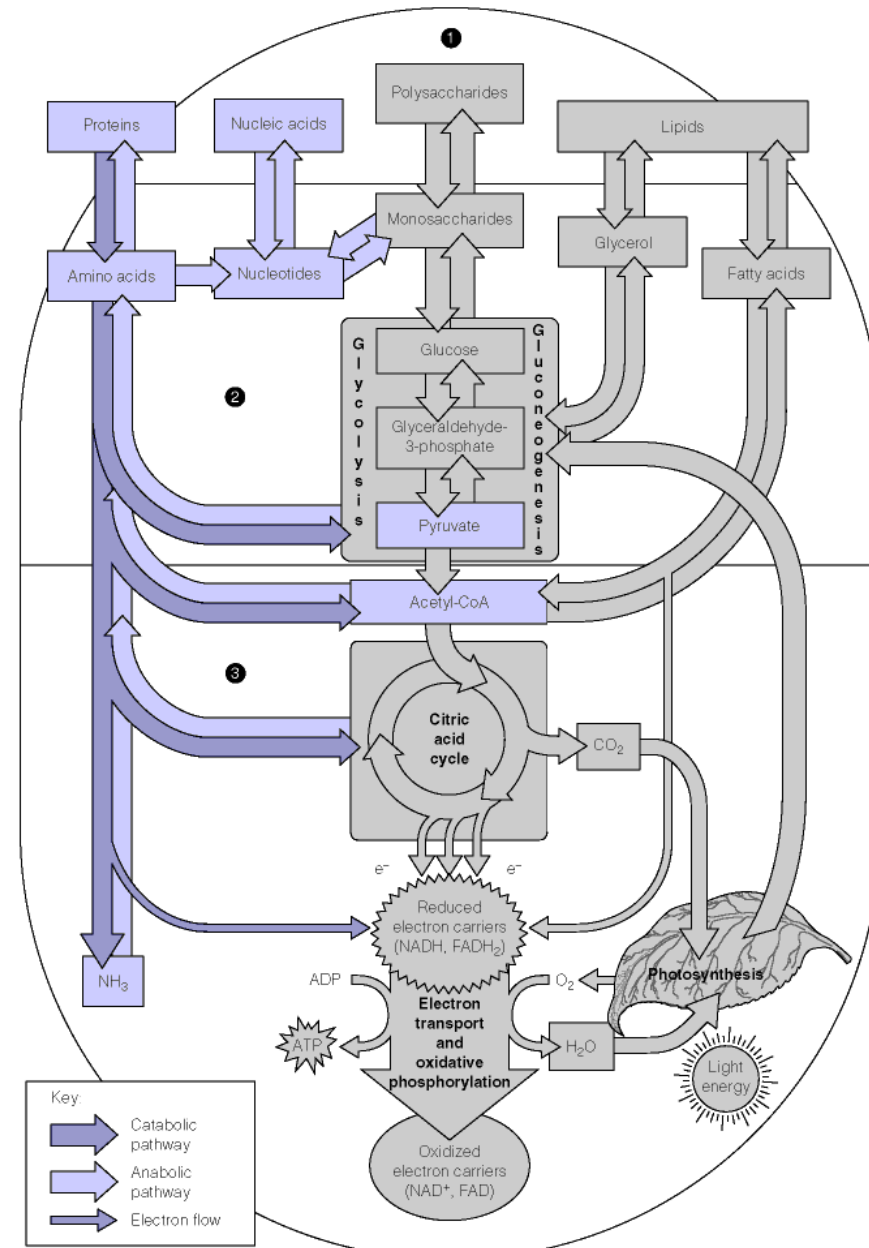 1
Polysaccharides
Proteins
Nucleic acids
Lipids
Monosaccharides
Glycerol
Amino acids
Nucleotides
Fatty acids
Glycolysis
Gluconeogenesis
Glucose
2
Glyceraldehyde-
3-phosphate
Pyruvate
Acetyl-CoA
3
Citric
acid
cycle
CO₂
e⁻
e⁻
Reduced
electron carriers
(NADH, FADH₂)
Photosynthesis
NH₃
ADP
O₂
Electron
transport
and
oxidative
phosphorylation
ATP
H₂O
Light
energy
Key:
Catabolic
pathway
Anabolic
pathway
Electron flow
Oxidized
electron carriers
(NAD⁺, FAD)